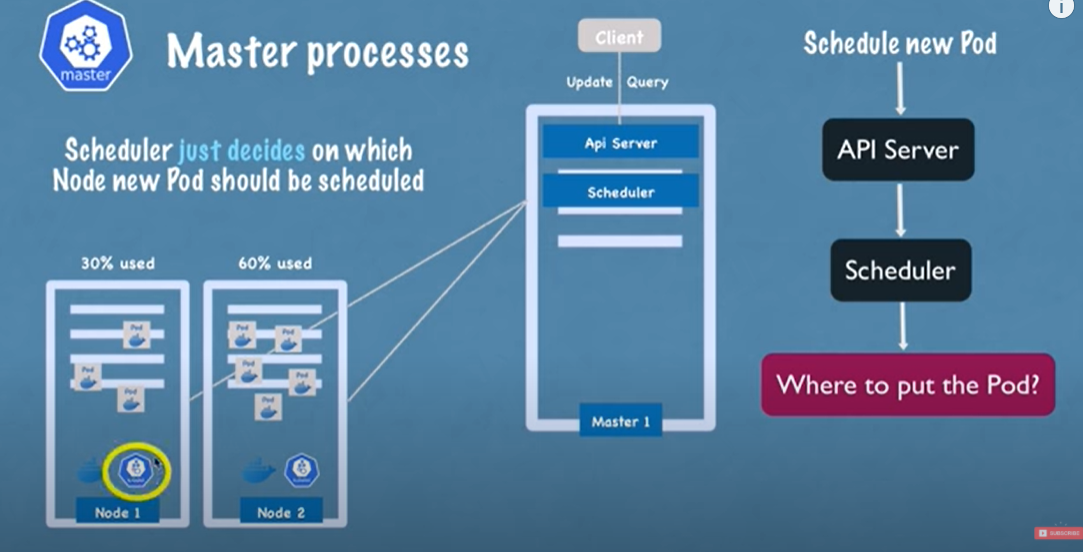 master
Master processes
Scheduler just decides on which
Node new Pod should be scheduled
30% used
60% used
Pod
Pod
Pod
Pod
Pod
Pod
Pod
Pod
Node 1
Node 2
Client
Update Query
Api Server
Scheduler
Master 1
Schedule new Pod
API Server
Scheduler
Where to put the Pod?
i
SUBSCRIBE